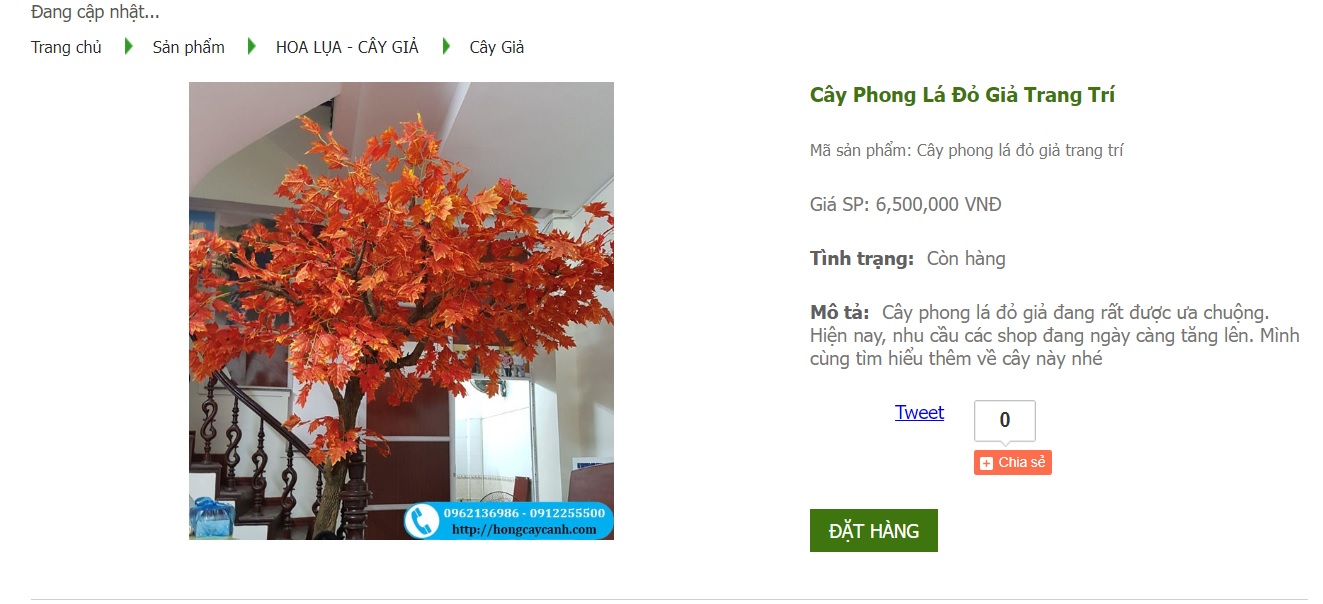 Đang cập nhật...
Trang chủ
Sản phẩm
HOA LỤA - CÂY GIẢ
Cây Giả
Cây Phong Lá Đỏ Giả Trang Trí
Mã sản phẩm: Cây phong lá đỏ giả trang trí
Giá SP: 6,500,000 VNĐ
Tình trạng: Còn hàng
Mô tả: Cây phong lá đỏ giả đang rất được ưa chuộng.
Hiện nay, nhu cầu các shop đang ngày càng tăng lên. Mình
cùng tìm hiểu thêm về cây này nhé
Tweet
0
Chia sẻ
ĐẶT HÀNG
0962136986 - 0912255500
http://hongcaycanh.com